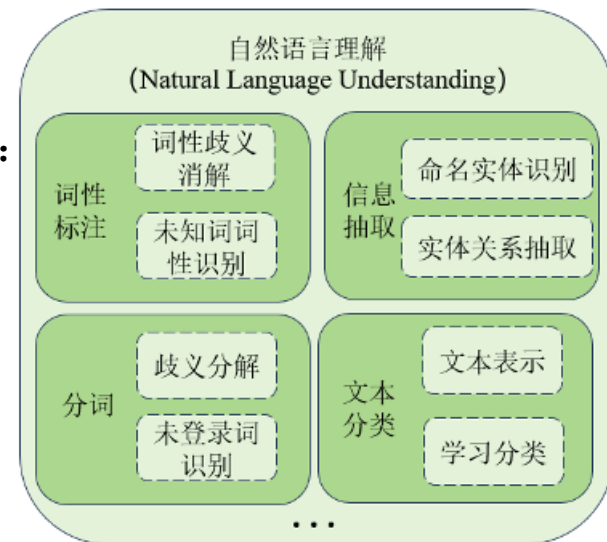 自然语言理解
(Natural Language Understanding)
:
词性
标注
词性歧义
消解
未知词词
性识别
信息
抽取
命名实体识别
实体关系抽取
分词
歧义分解
未登录词
识别
文本
分类
文本表示
学习分类
...